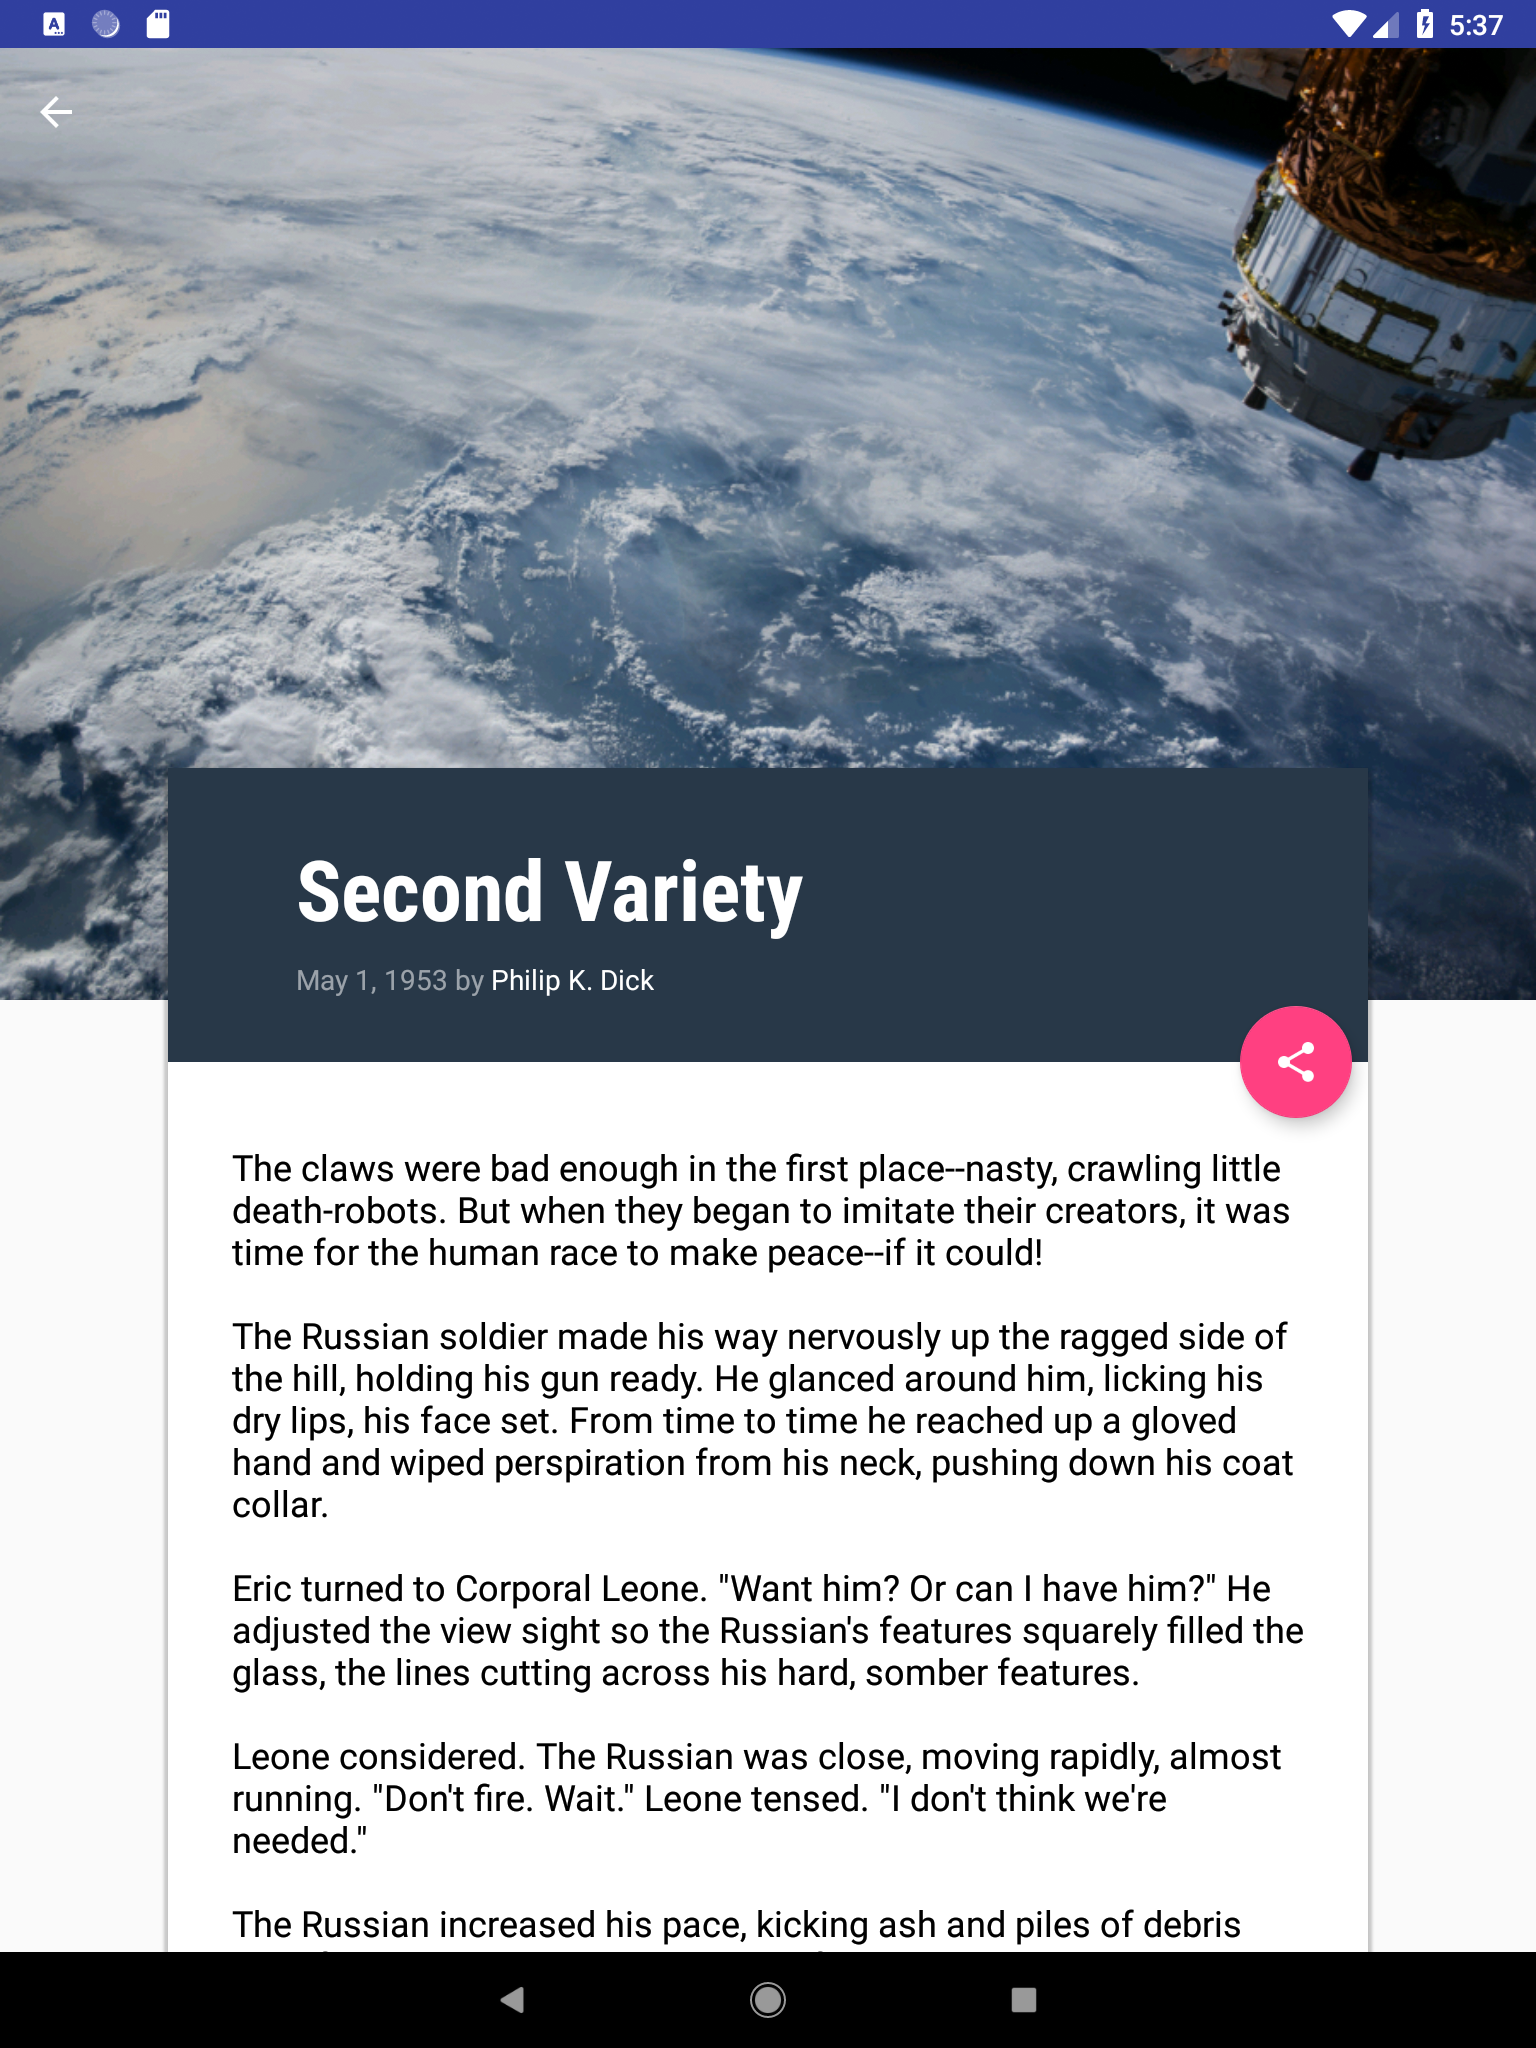 5:37
Second Variety
May 1, 1953 by Philip K. Dick
The claws were bad enough in the first place--nasty, crawling little
death-robots. But when they began to imitate their creators, it was
time for the human race to make peace--if it could!
The Russian soldier made his way nervously up the ragged side of
the hill, holding his gun ready. He glanced around him, licking his
dry lips, his face set. From time to time he reached up a gloved
hand and wiped perspiration from his neck, pushing down his coat
collar.
Eric turned to Corporal Leone. "Want him? Or can I have him?" He
adjusted the view sight so the Russian's features squarely filled the
glass, the lines cutting across his hard, somber features.
Leone considered. The Russian was close, moving rapidly, almost
running. "Don't fire. Wait." Leone tensed. "I don't think we're
needed."
The Russian increased his pace, kicking ash and piles of debris